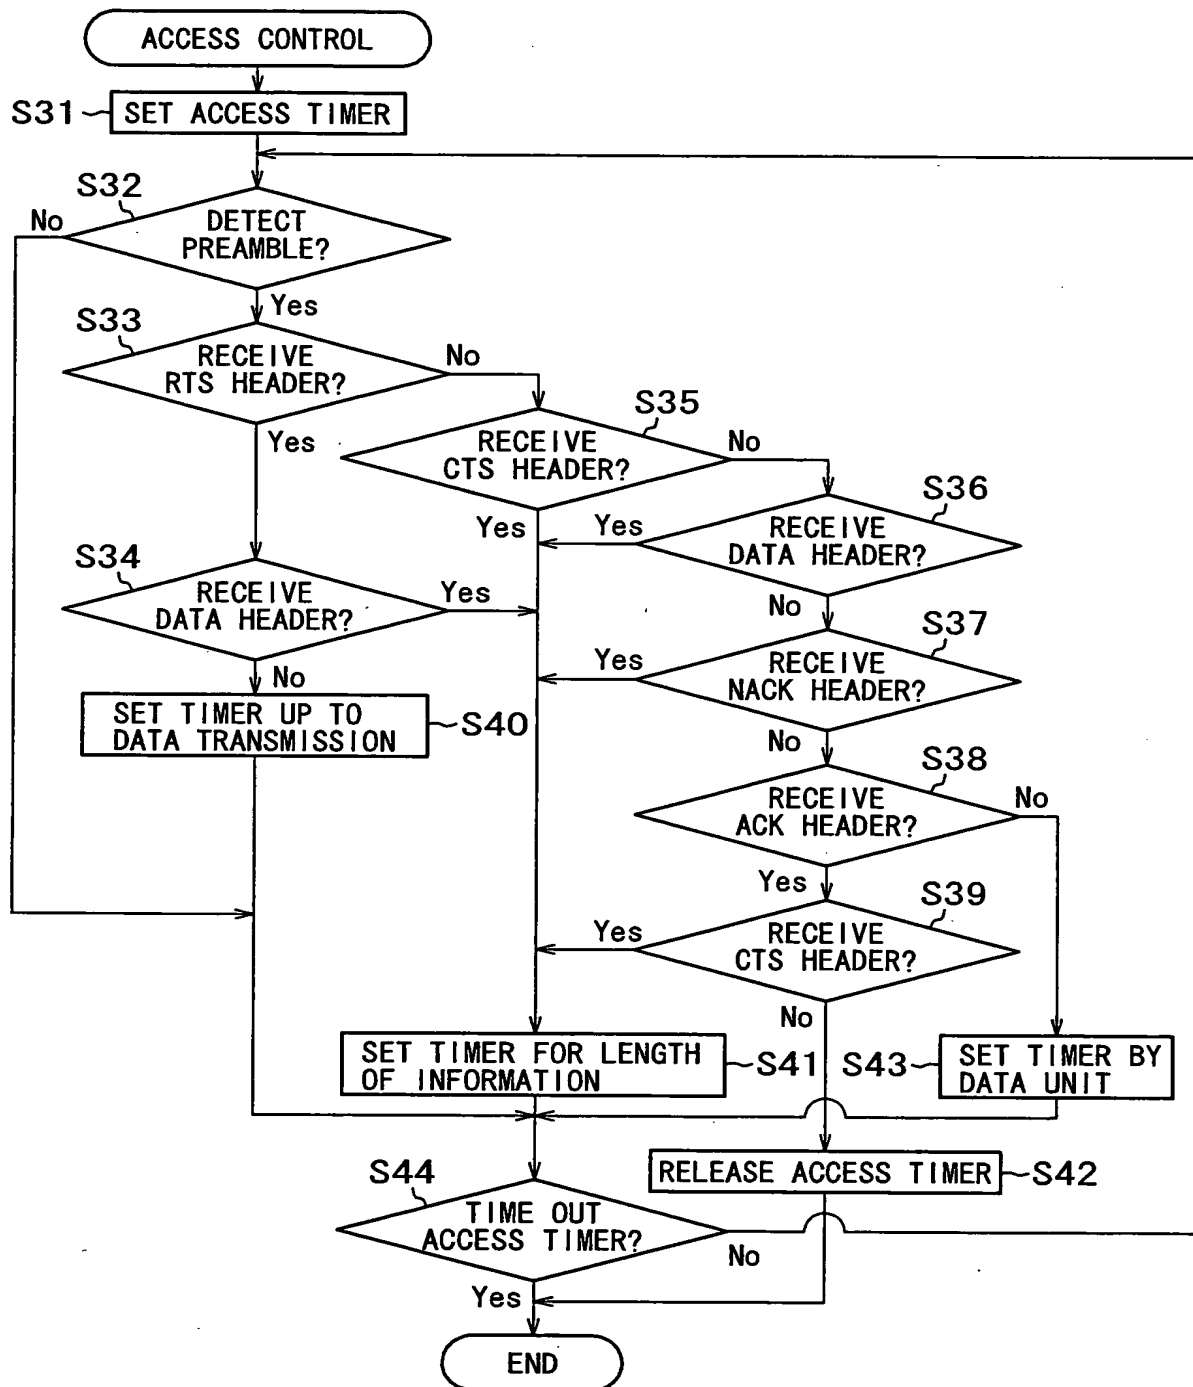 ACCESS CONTROL
S31
SET ACCESS TIMER
S32
No
DETECT
PREAMBLE?
Yes
S33
RECEIVE
RTS HEADER?
No
Yes
S35
RECEIVE
CTS HEADER?
No
Yes
S36
RECEIVE
DATA HEADER?
Yes
No
S34
RECEIVE
DATA HEADER?
Yes
No
S37
RECEIVE
NACK HEADER?
Yes
No
SET TIMER UP TO
DATA TRANSMISSION
S40
S38
RECEIVE
ACK HEADER?
No
Yes
S39
RECEIVE
CTS HEADER?
Yes
No
SET TIMER FOR LENGTH
OF INFORMATION
S41
S43
SET TIMER BY
DATA UNIT
RELEASE ACCESS TIMER
S42
S44
TIME OUT
ACCESS TIMER?
No
Yes
END